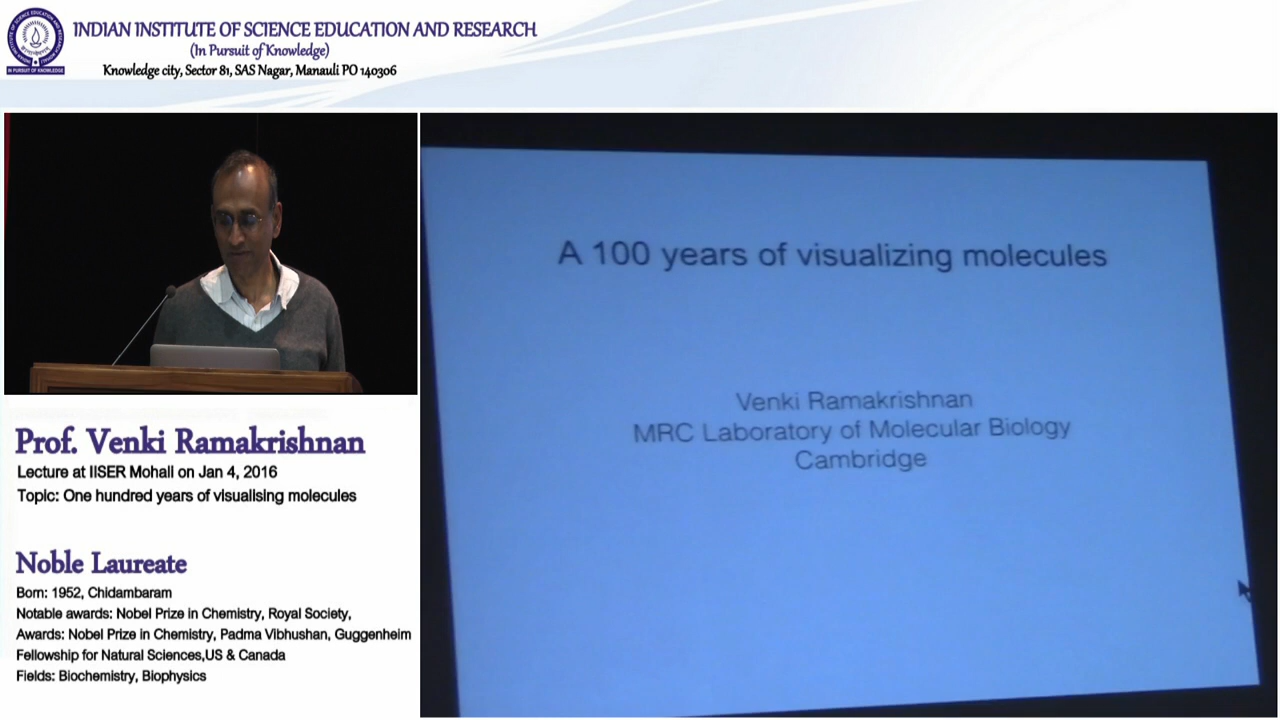 INDIAN INSTITUTE OF SCIENCE EDUCATION AND RESEARCH
(In Pursuit of Knowledge)
Knowledge city, Sector 81, SAS Nagar, Manauli PO 140306
IN PURSUIT OF KNOWLEDGE
A 100 years of visualizing molecules
Venki Ramakrishnan
MRC Laboratory of Molecular Biology
Cambridge
Prof. Venki Ramakrishnan
Lecture at IISER Mohali on Jan 4, 2016
Topic: One hundred years of visualising molecules
Noble Laureate
Born: 1952, Chidambaram
Notable awards: Nobel Prize in Chemistry, Royal Society,
Awards: Nobel Prize in Chemistry, Padma Vibhushan, Guggenheim
Fellowship for Natural Sciences,US & Canada
Fields: Biochemistry, Biophysics